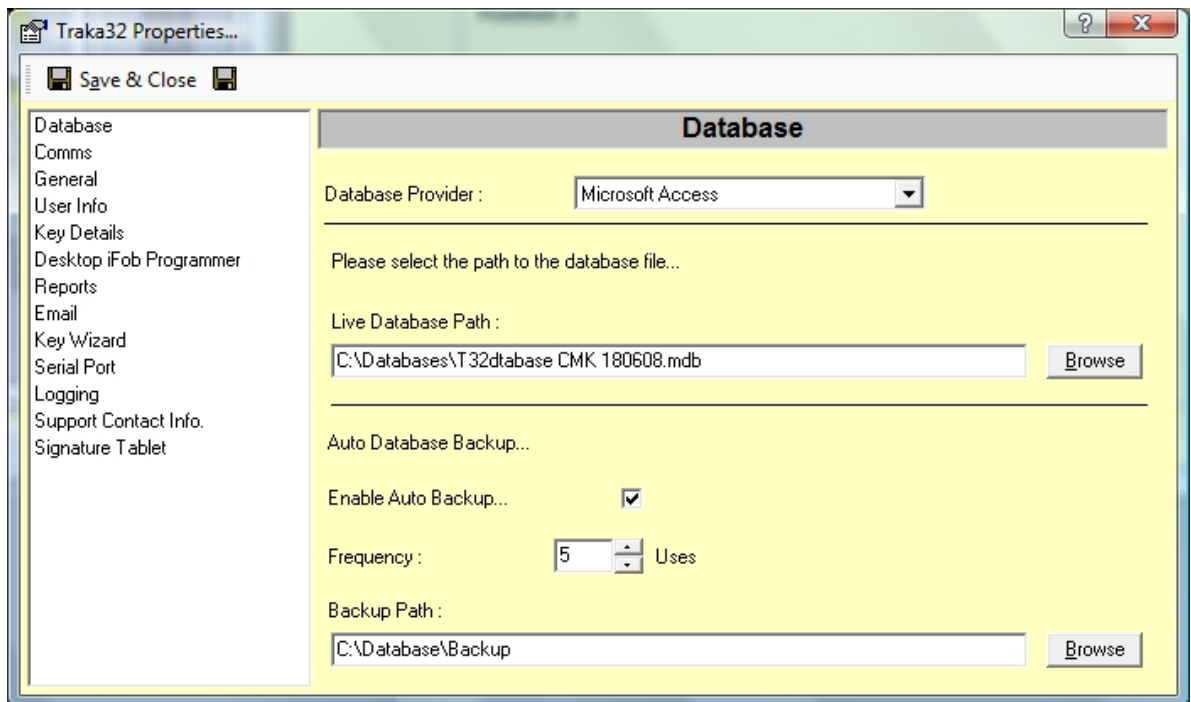 Traka32 Properties...
Save & Close
Database
Comms
General
User Info
Key Details
Desktop iFob Programmer
Reports
Email
Key Wizard
Serial Port
Logging
Support Contact Info.
Signature Tablet
Database
Database Provider : Microsoft Access
Please select the path to the database file...
Live Database Path :
C:\Databases\T32dtabase CMK 180608.mdb Browse
Auto Database Backup...
Enable Auto Backup...
Frequency : 5 Uses
Backup Path :
C:\Database\Backup Browse